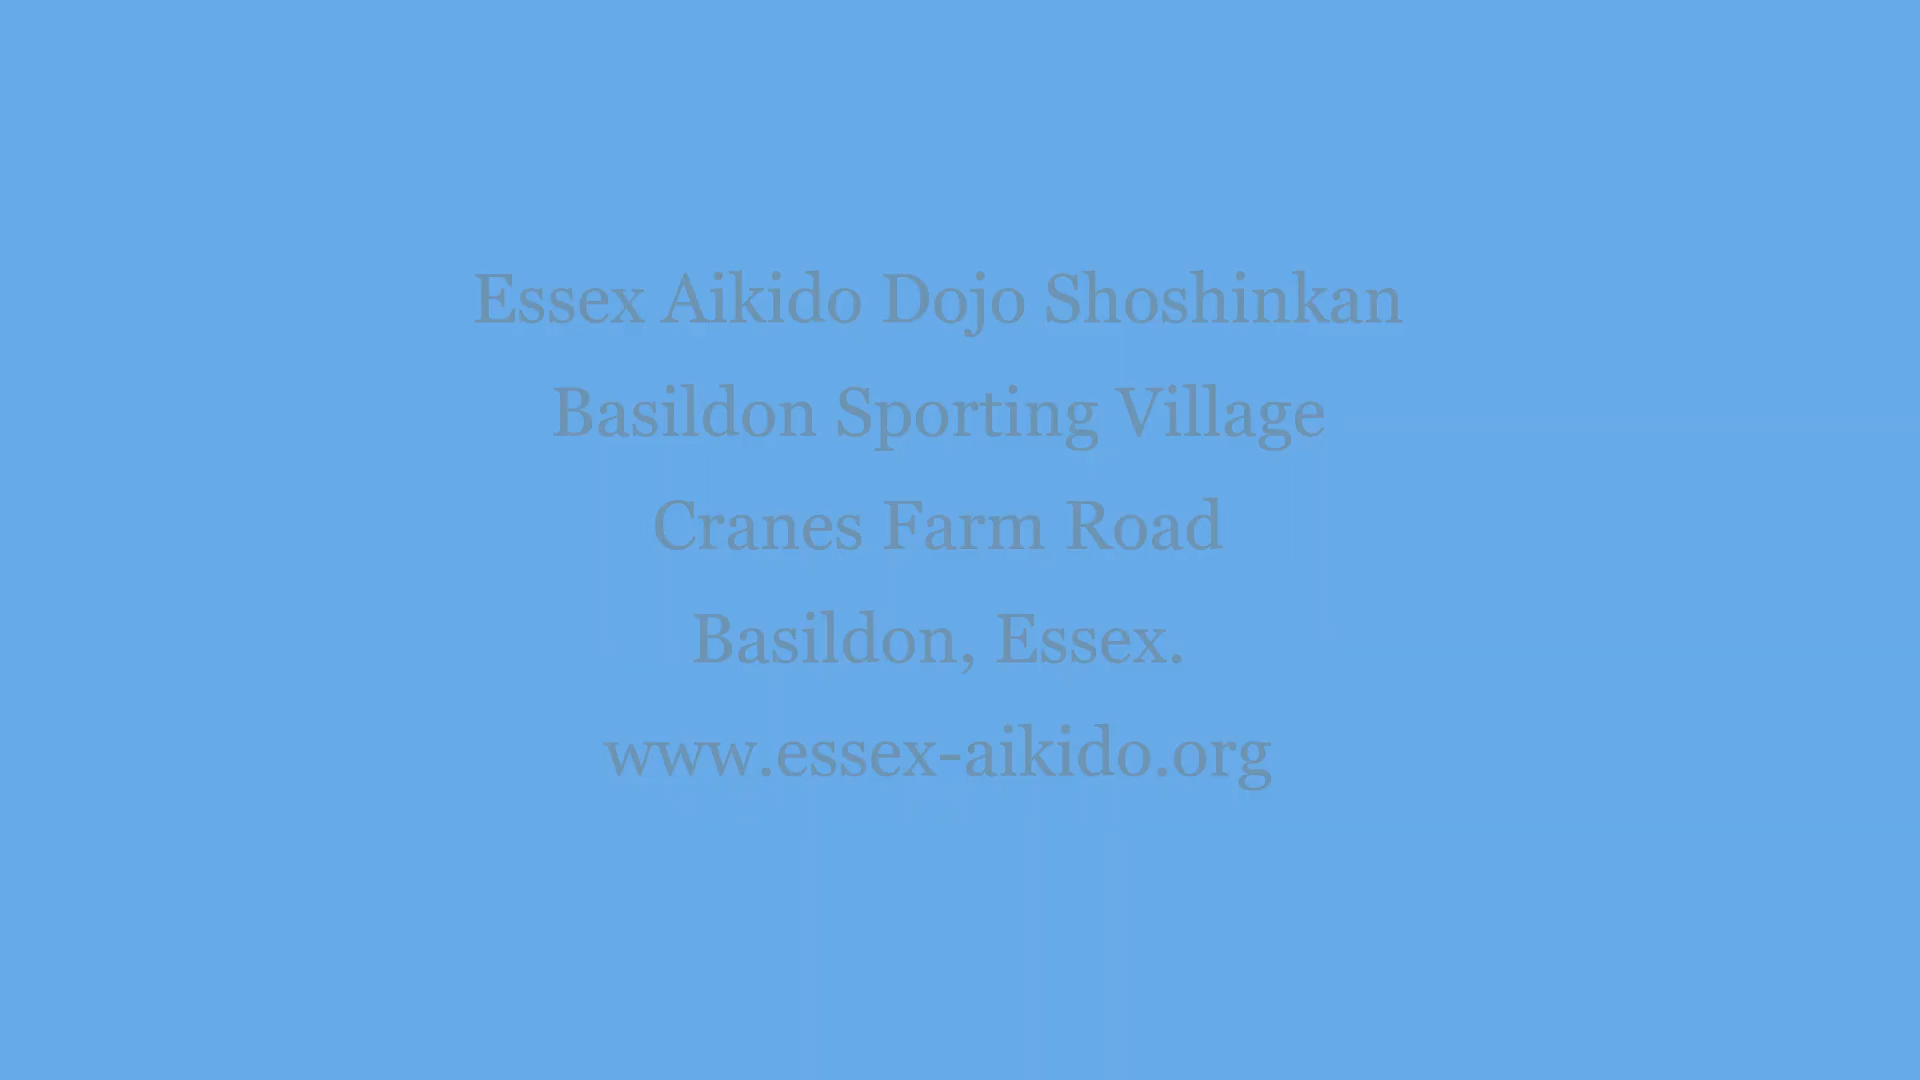 Essex Aikido Dojo Shoshinkan
Basildon Sporting Village
Cranes Farm Road
Basildon, Essex.
www.essex-aikido.org